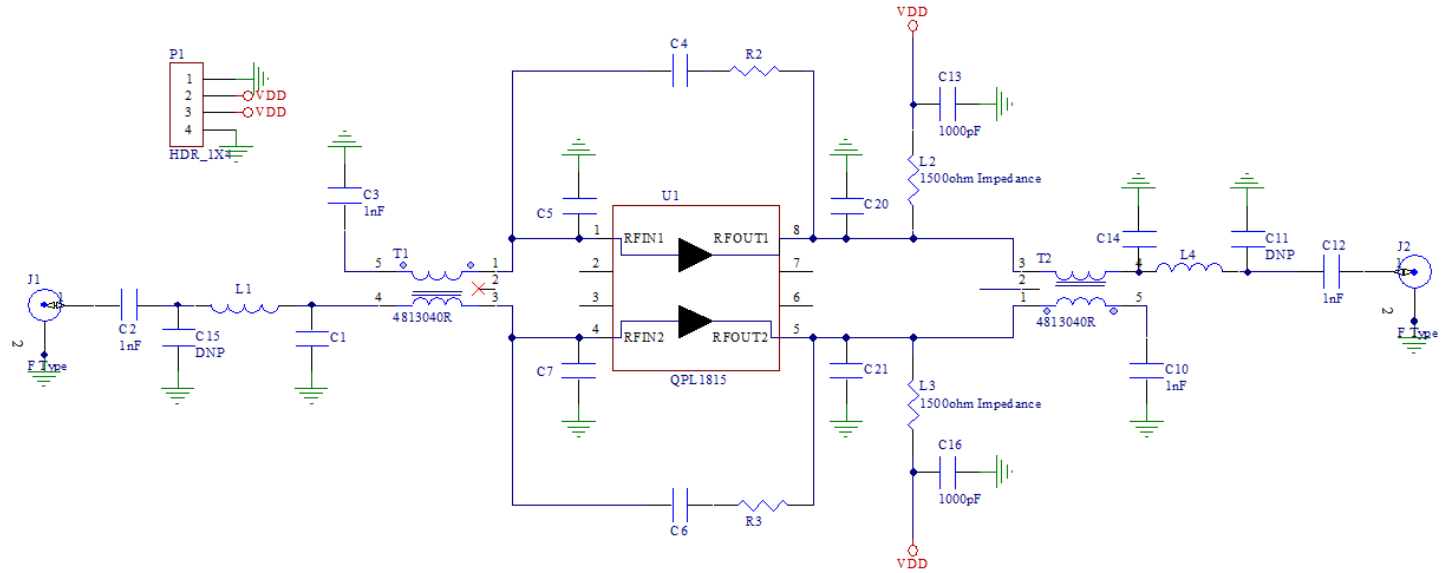 VDD
C4
R2
P1
1
2
3
4
VDD
VDD
HDR_1X4
C13
1000pF
L2
1500ohm Impedance
C3
1nF
C5
U1
C20
1
RFIN1
RFOUT1
8
2
7
3
6
4
RFIN2
RFOUT2
5
QPL1815
C7
C21
T1
5
1
2
4
3
4813040R
J1
1
2
F Type
C2
1nF
C15
DNP
L1
C1
T2
3
4
2
1
5
4813040R
C14
L4
C11
DNP
C12
1nF
J2
1
2
F Type
C10
1nF
L3
1500ohm Impedance
C16
1000pF
C6
R3
VDD